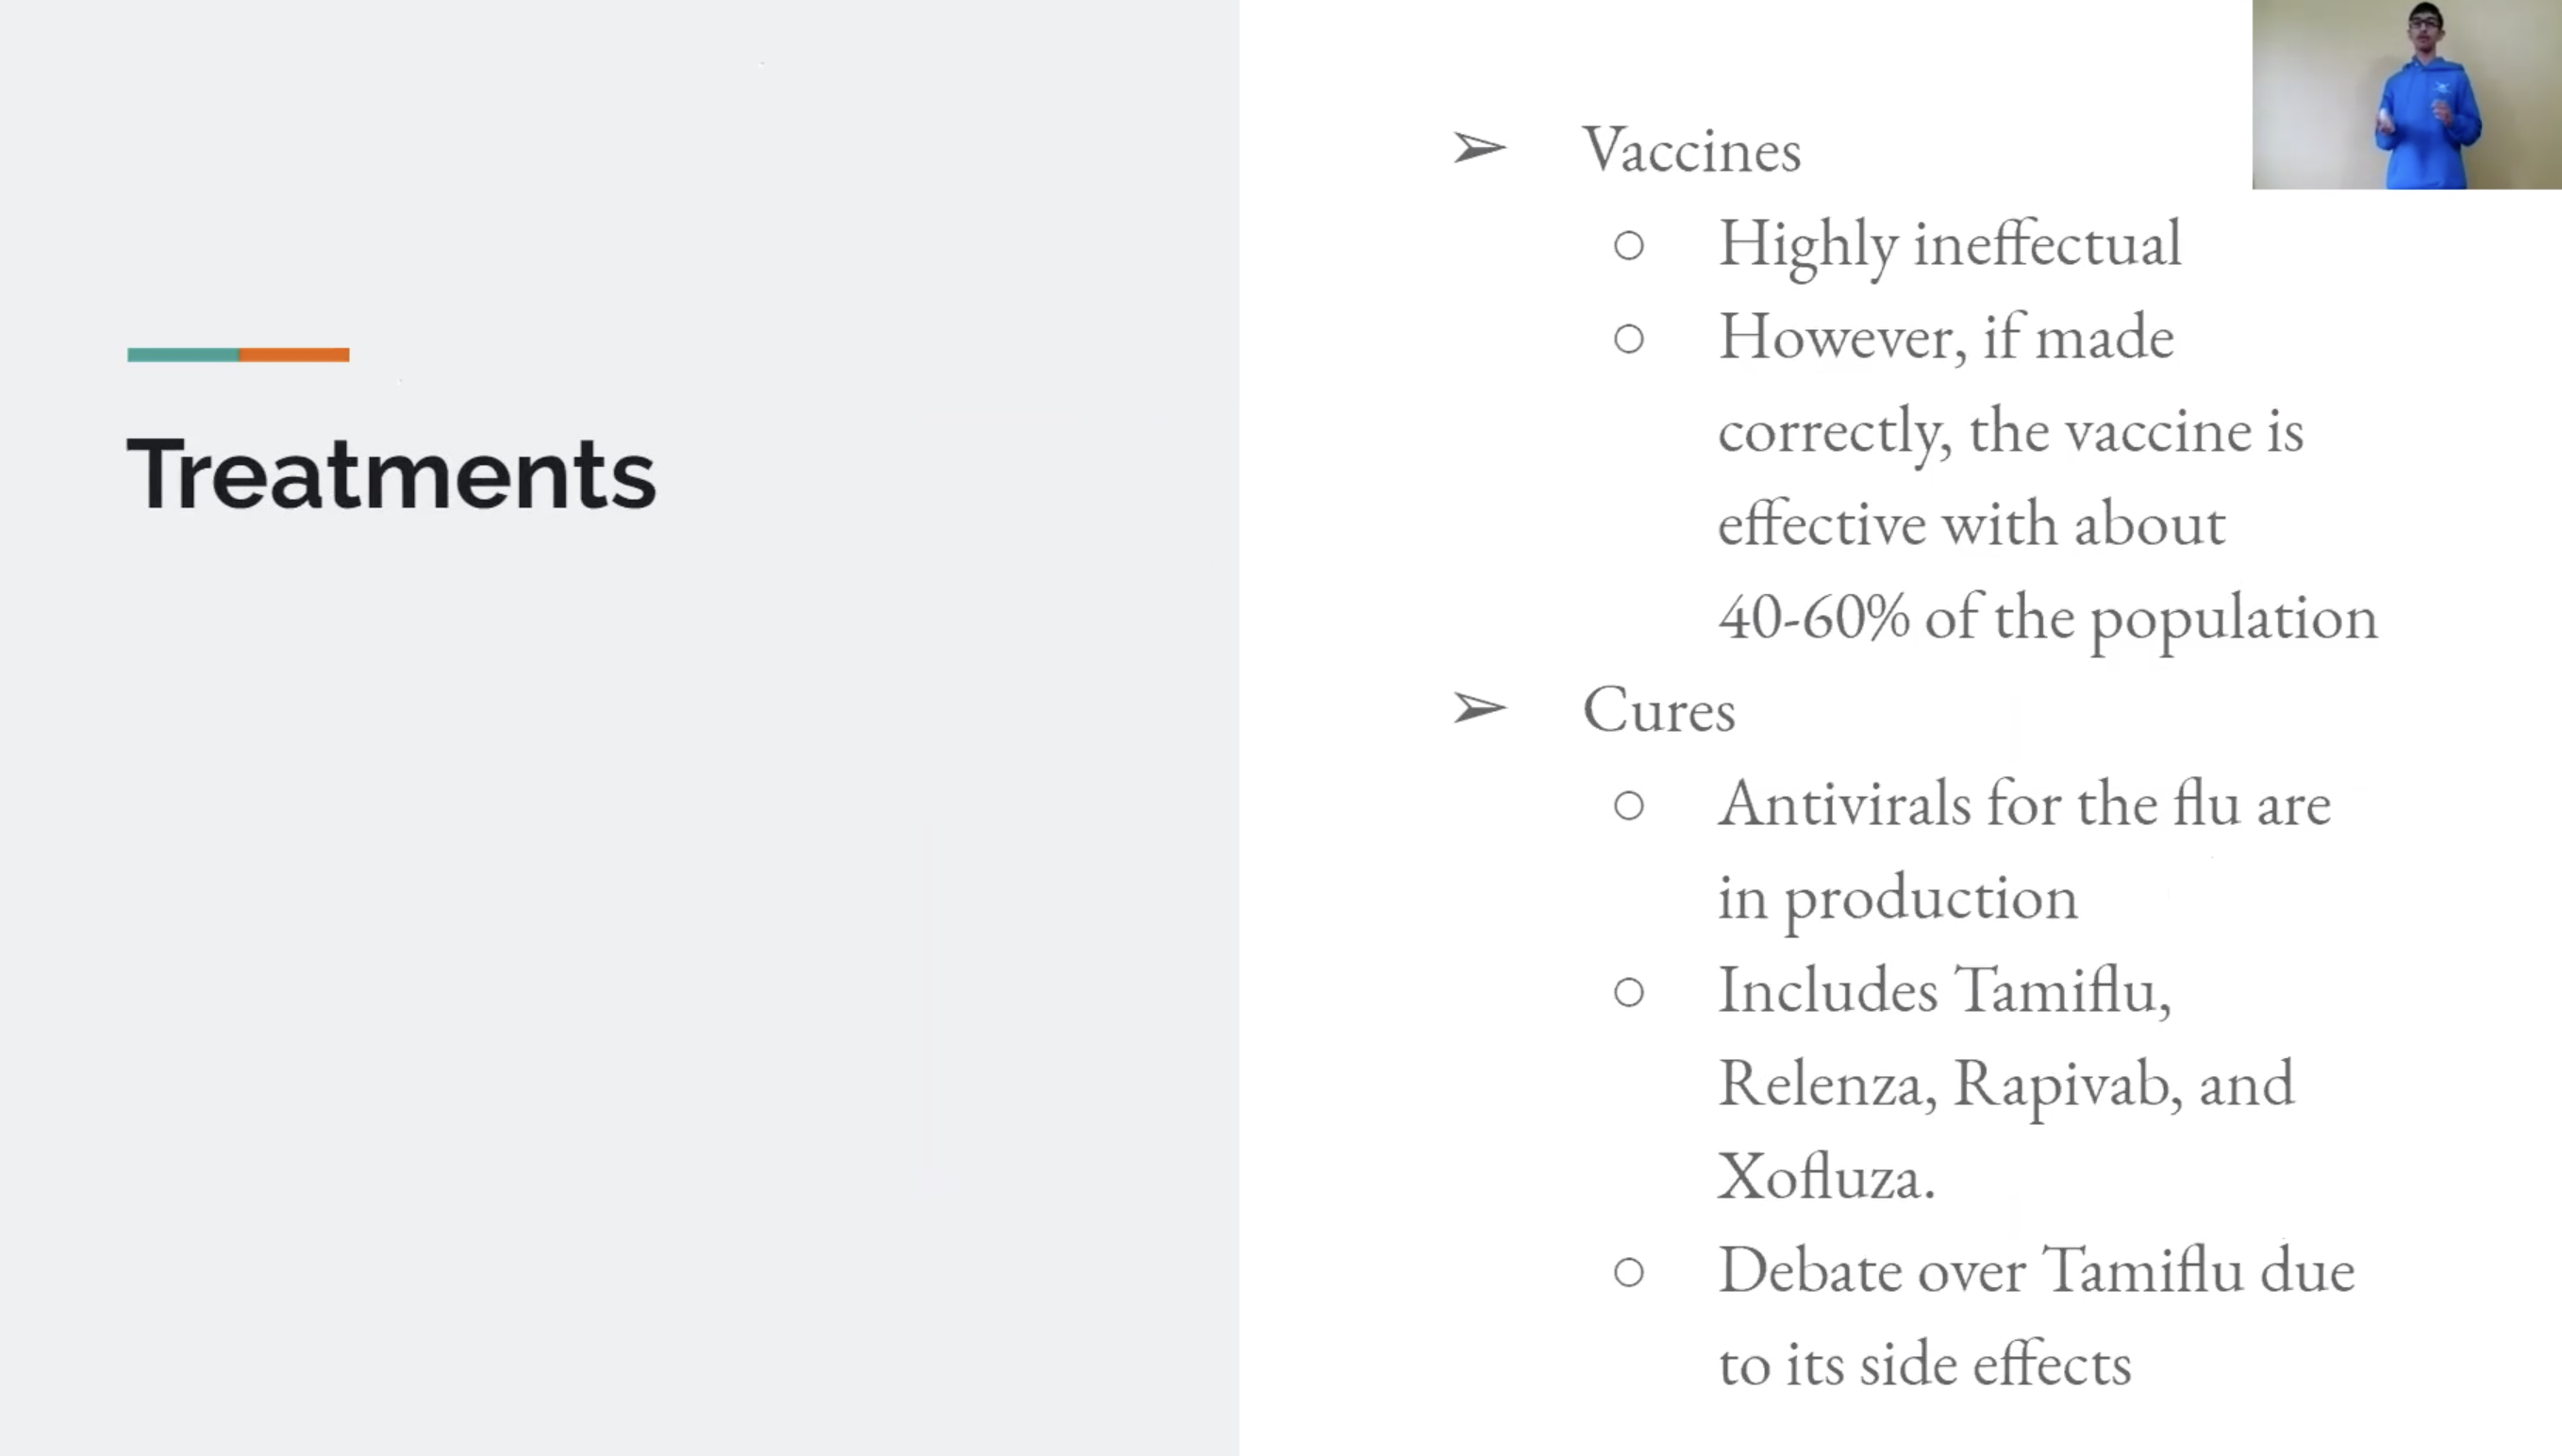 Treatments
➢ Vaccines
○ Highly ineffectual
○ However, if made
correctly, the vaccine is
effective with about
40-60% of the population
➢ Cures
○ Antivirals for the flu are
in production
○ Includes Tamiflu,
Relenza, Rapivab, and
Xofluza.
○ Debate over Tamiflu due
to its side effects